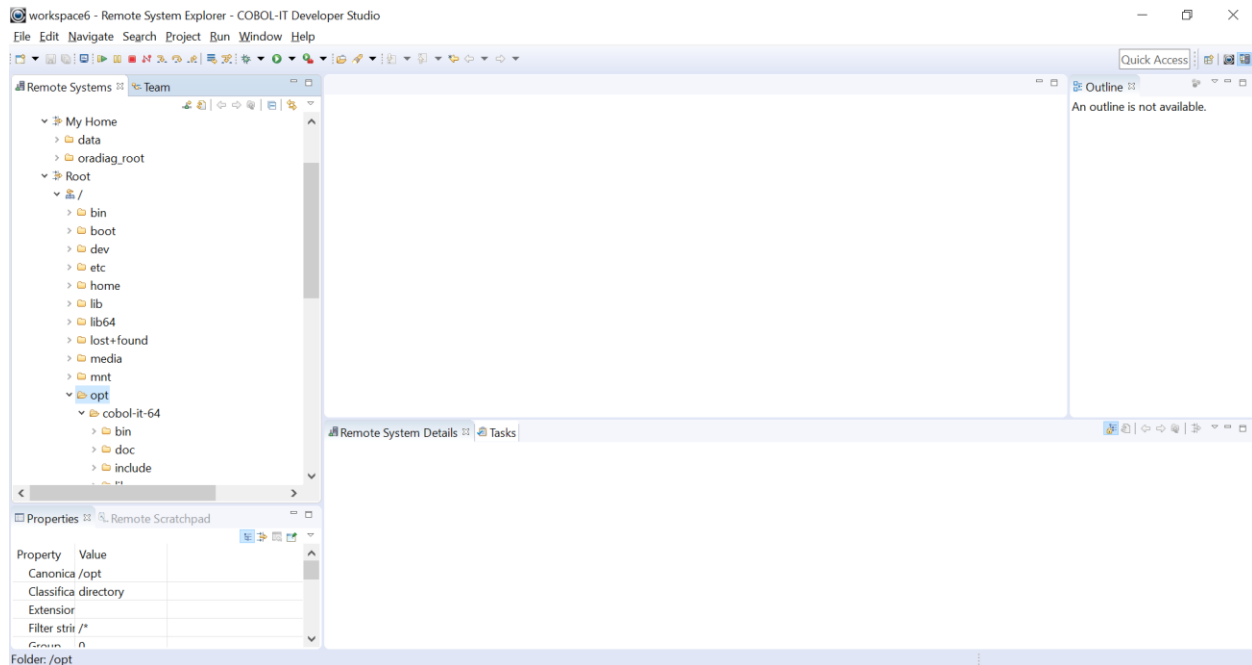 workspace6 - Remote System Explorer - COBOL-IT Developer Studio
File Edit Navigate Search Project Run Window Help
Quick Access
Remote Systems
Team
My Home
data
oradiag_root
Root
/
bin
boot
dev
etc
home
lib
lib64
lost+found
media
mnt
opt
cobol-it-64
bin
doc
include
Outline
An outline is not available.
Remote System Details
Tasks
Properties
Remote Scratchpad
Property Value
Canonica /opt
Classifica directory
Extension
Filter strin /*
Group 0
Folder: /opt